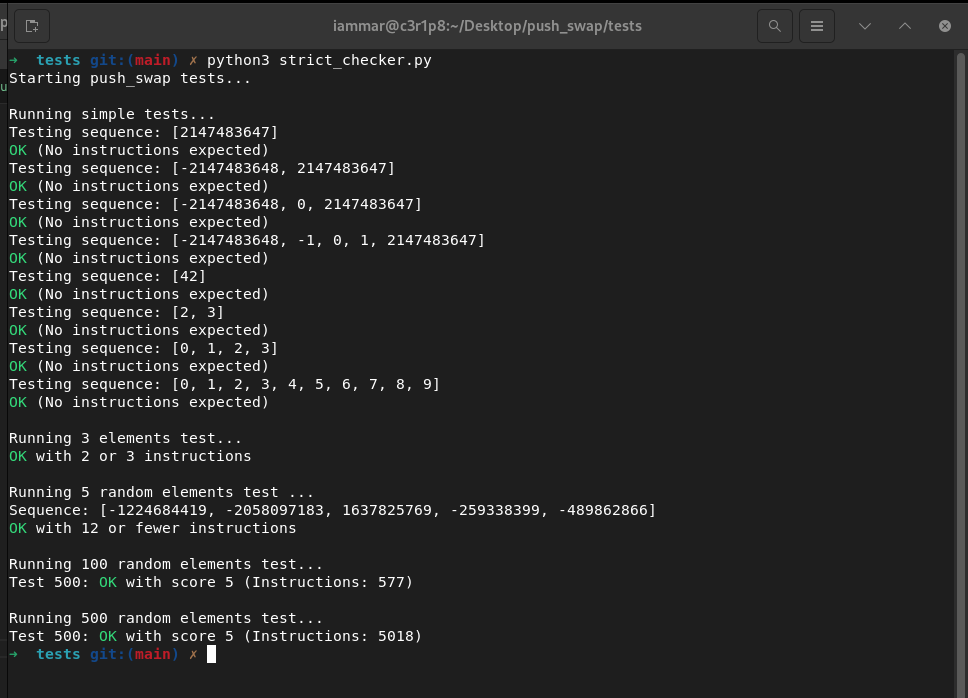 iammar@c3r1p8:~/Desktop/push_swap/tests
➜ tests git:(main) ✗ python3 strict_checker.py
Starting push_swap tests...
Running simple tests...
Testing sequence: [2147483647]
OK (No instructions expected)
Testing sequence: [-2147483648, 2147483647]
OK (No instructions expected)
Testing sequence: [-2147483648, 0, 2147483647]
OK (No instructions expected)
Testing sequence: [-2147483648, -1, 0, 1, 2147483647]
OK (No instructions expected)
Testing sequence: [42]
OK (No instructions expected)
Testing sequence: [2, 3]
OK (No instructions expected)
Testing sequence: [0, 1, 2, 3]
OK (No instructions expected)
Testing sequence: [0, 1, 2, 3, 4, 5, 6, 7, 8, 9]
OK (No instructions expected)
Running 3 elements test...
OK with 2 or 3 instructions
Running 5 random elements test ...
Sequence: [-1224684419, -2058097183, 1637825769, -259338399, -489862866]
OK with 12 or fewer instructions
Running 100 random elements test...
Test 500: OK with score 5 (Instructions: 577)
Running 500 random elements test...
Test 500: OK with score 5 (Instructions: 5018)
➜ tests git:(main) ✗